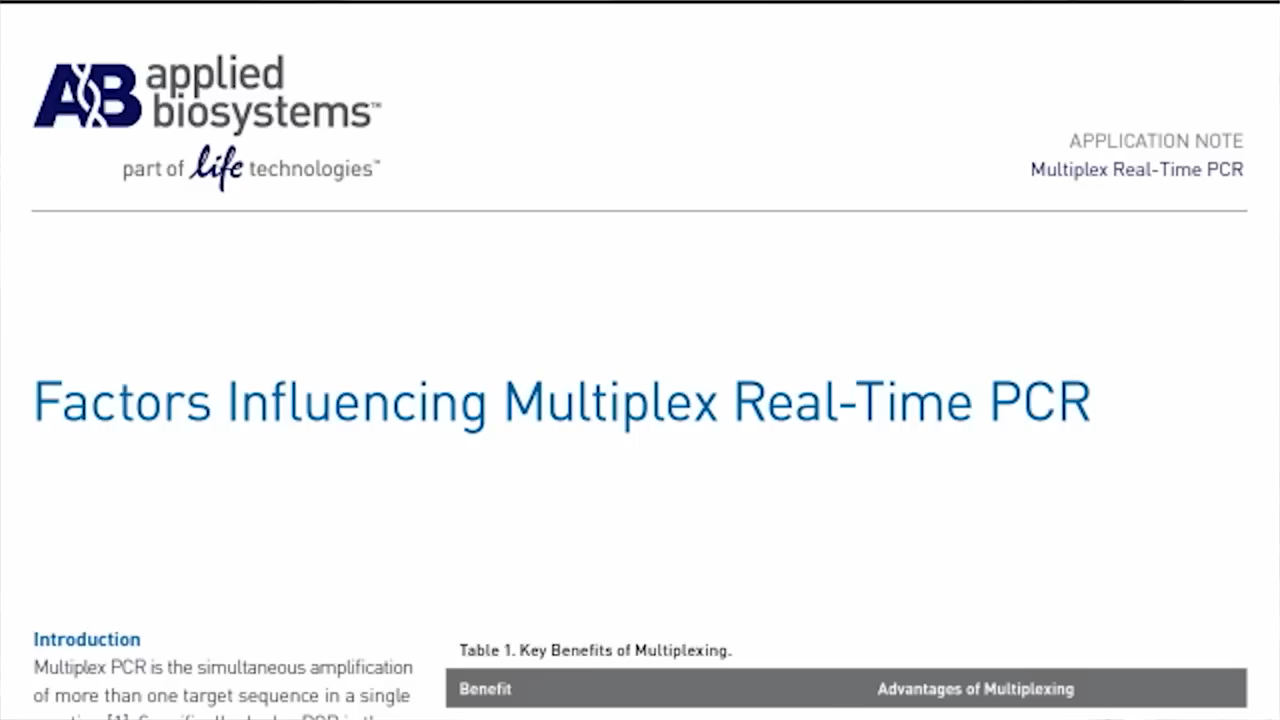 AB applied
biosystems™
part of life technologies™
APPLICATION NOTE
Multiplex Real-Time PCR
Factors Influencing Multiplex Real-Time PCR
Introduction
Multiplex PCR is the simultaneous amplification
of more than one target sequence in a single
Table 1. Key Benefits of Multiplexing.
Benefit
Advantages of Multiplexing